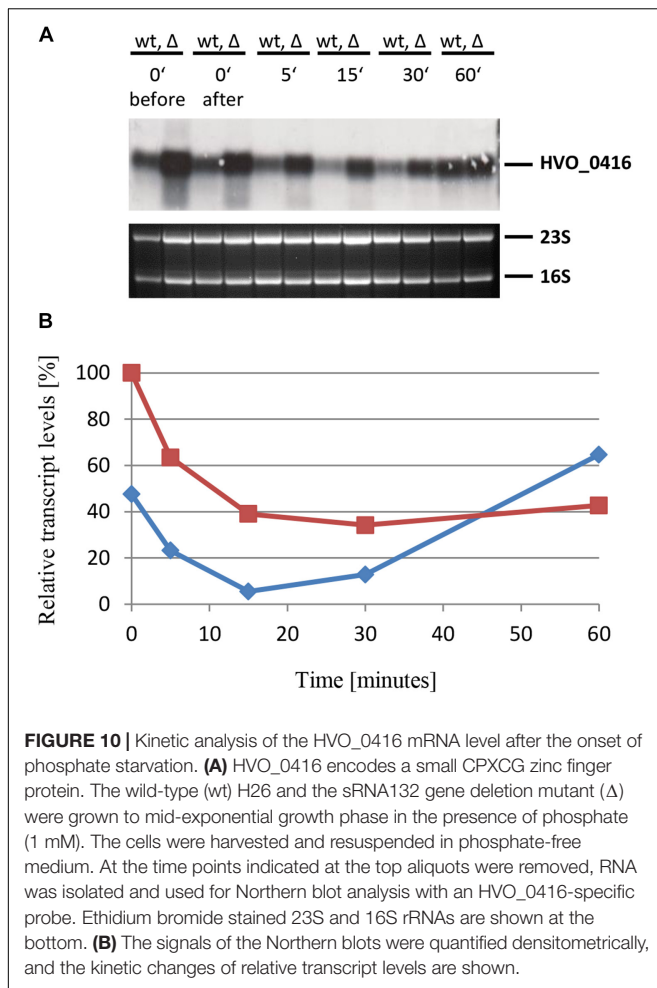 A
wt, Δ wt, Δ wt, Δ wt, Δ wt, Δ wt, Δ
0‘ 0‘ 5‘ 15‘ 30‘ 60‘
before after
HVO_0416
23S
16S
B
Relative transcript levels [%]
100
80
60
40
20
0
0 10 20 30 40 50 60
Time [minutes]
FIGURE 10 | Kinetic analysis of the HVO_0416 mRNA level after the onset of
phosphate starvation. (A) HVO_0416 encodes a small CPXCG zinc finger
protein. The wild-type (wt) H26 and the sRNA132 gene deletion mutant (Δ)
were grown to mid-exponential growth phase in the presence of phosphate
(1 mM). The cells were harvested and resuspended in phosphate-free
medium. At the time points indicated at the top aliquots were removed, RNA
was isolated and used for Northern blot analysis with an HVO_0416-specific
probe. Ethidium bromide stained 23S and 16S rRNAs are shown at the
bottom. (B) The signals of the Northern blots were quantified densitometrically,
and the kinetic changes of relative transcript levels are shown.